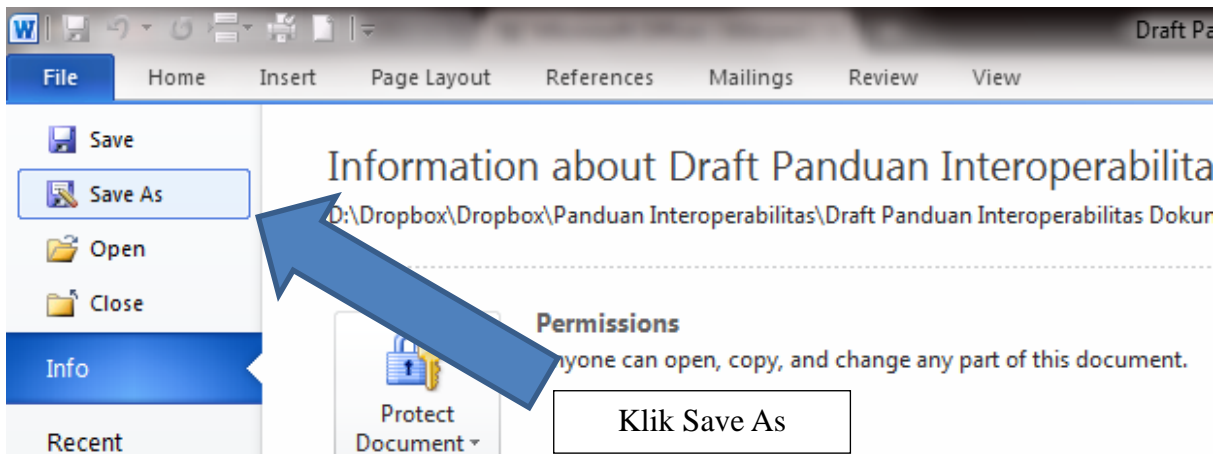 W
Draft Pa
File Home Insert Page Layout References Mailings Review View
Save
Save As
Open
Close
Info
Recent
Information about Draft Panduan Interoperabilita
D:\Dropbox\Dropbox\Panduan Interoperabilitas\Draft Panduan Interoperabilitas Dokur
Permissions
nyone can open, copy, and change any part of this document.
Protect
Document
Klik Save As